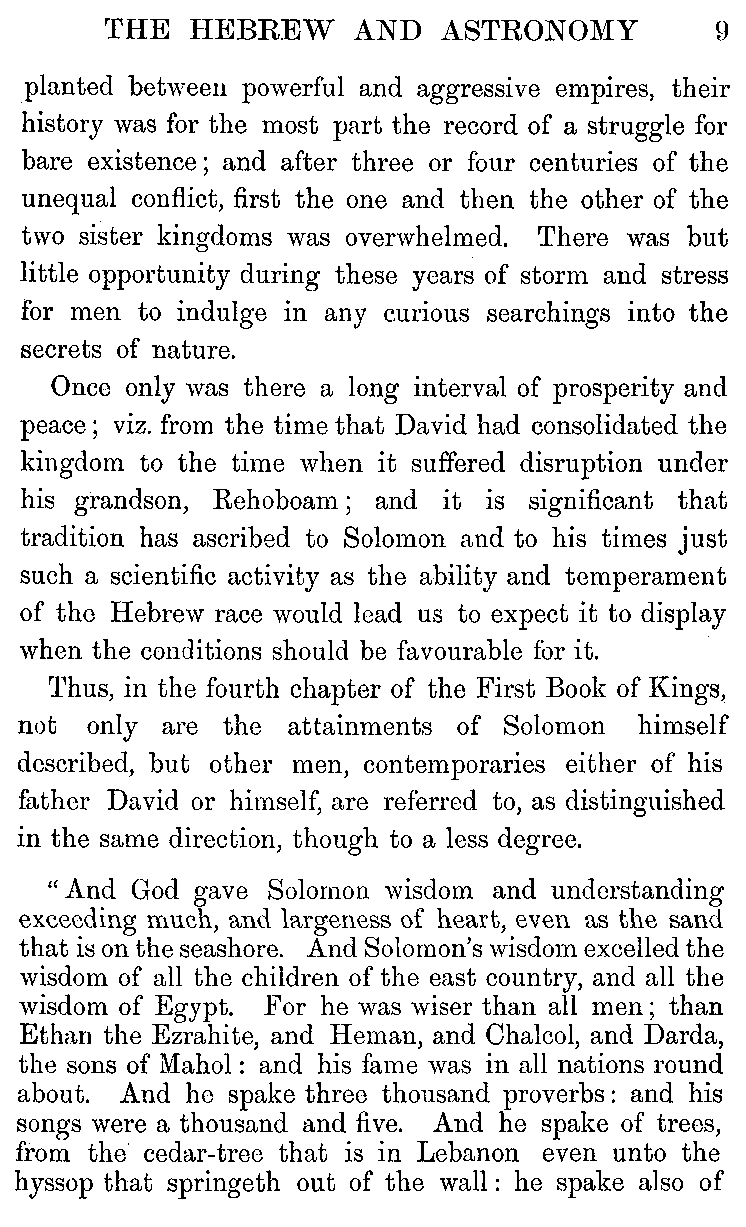 THE HEBREW AND ASTRONOMY 9
planted between powerful and aggressive empires, their
history was for the most part the record of a struggle for
bare existence; and after three or four centuries of the
unequal conflict, first the one and then the other of the
two sister kingdoms was overwhelmed. There was but
little opportunity during these years of storm and stress
for men to indulge in any curious searchings into the
secrets of nature.
Once only was there a long interval of prosperity and
peace; viz. from the time that David had consolidated the
kingdom to the time when it suffered disruption under
his grandson, Rehoboam; and it is significant that
tradition has ascribed to Solomon and to his times just
such a scientific activity as the ability and temperament
of the Hebrew race would lead us to expect it to display
when the conditions should be favourable for it.
Thus, in the fourth chapter of the First Book of Kings,
not only are the attainments of Solomon himself
described, but other men, contemporaries either of his
father David or himself, are referred to, as distinguished
in the same direction, though to a less degree.
"And God gave Solomon wisdom and understanding
exceeding much, and largeness of heart, even as the sand
that is on the seashore. And Solomon's wisdom excelled the
wisdom of all the children of the east country, and all the
wisdom of Egypt. For he was wiser than all men; than
Ethan the Ezrahite, and Heman, and Chalcol, and Darda,
the sons of Mahol: and his fame was in all nations round
about. And he spake three thousand proverbs: and his
songs were a thousand and five. And he spake of trees,
from the cedar-tree that is in Lebanon even unto the
hyssop that springeth out of the wall: he spake also of